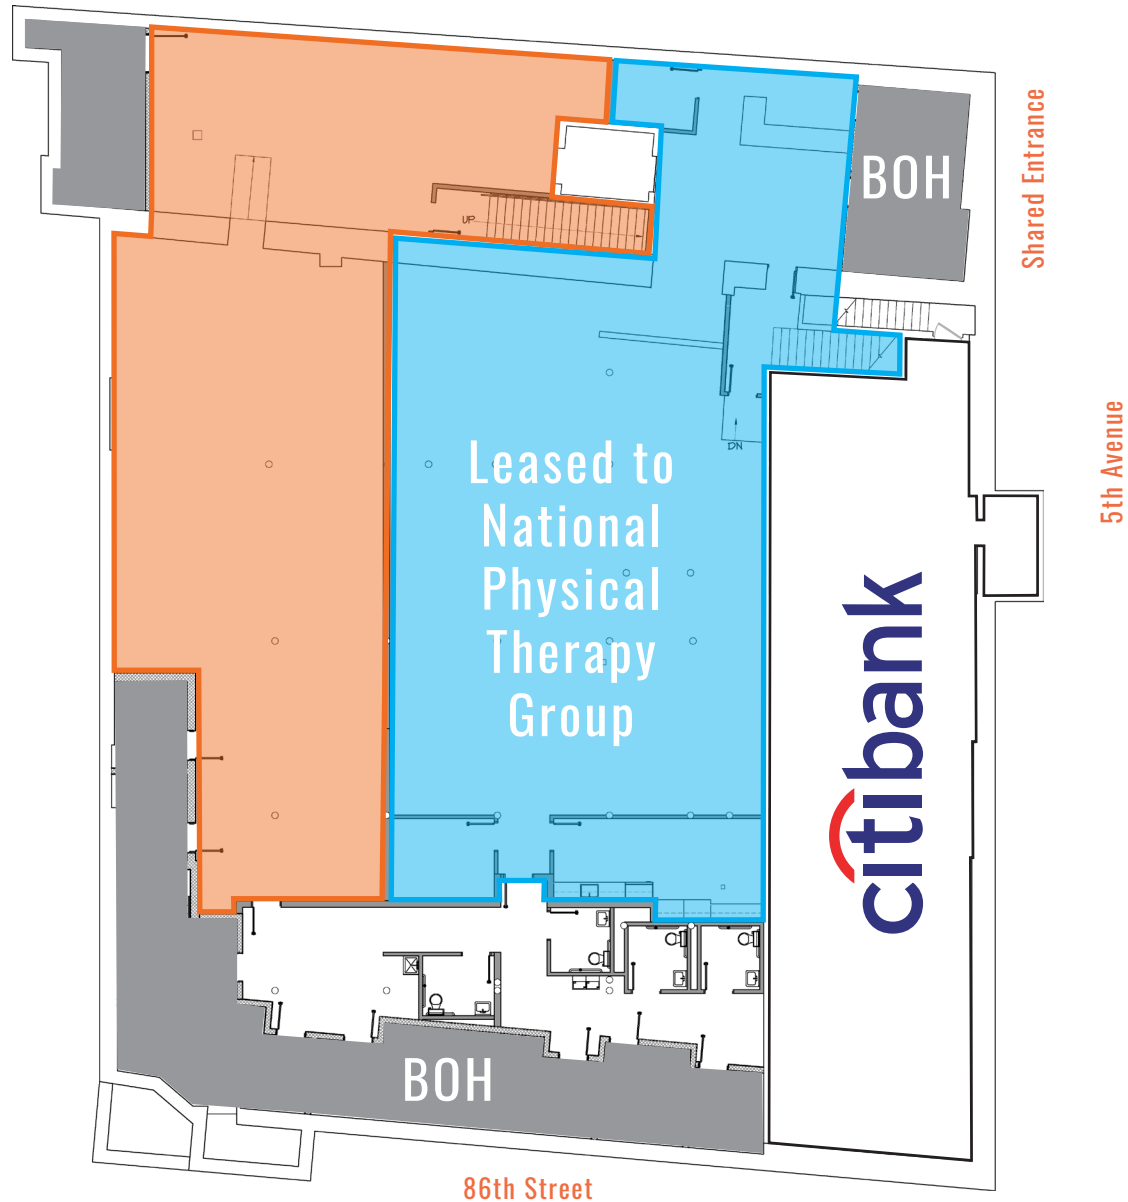 BOH
Shared Entrance
UP
5th Avenue
DN
Leased to
National
Physical
Therapy
Group
citibank
BOH
86th Street